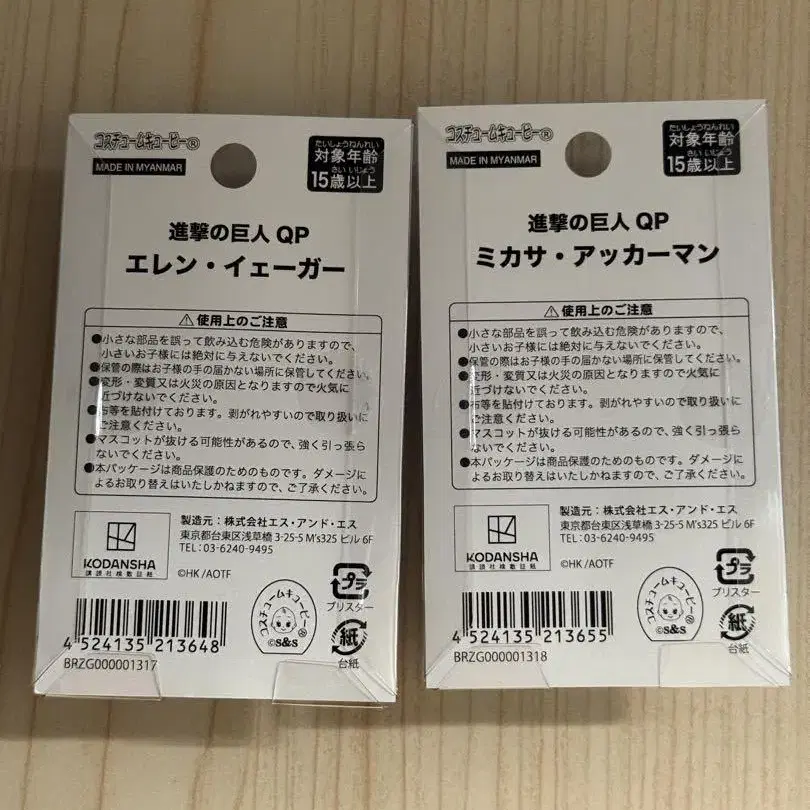 コスチュームキューピー®
MADE IN MYANMAR
たいしょうねんれい
対象年齢
さい いじょう
15歳以上
進撃の巨人 QP
エレン・イェーガー
⚠使用上のご注意
●小さな部品を誤って飲み込む危険がありますので、
小さいお子様には絶対に与えないでください。
●保管の際はお子様の手の届かない場所に保管してください。
●変形・変質又は火災の原因となりますので火気に
近づけないでください。
●布等を貼付けております。剥がれやすいので取り扱いに
ご注意ください。
●マスコットが抜ける可能性があるので、強く引っ張ら
ないでください。
●本パッケージは商品保護のためのものです。ダメージに
よるお取り替えはいたしかねますので、ご了承ください。
KODANSHA
講談社検数証紙
製造元：株式会社エス・アンド・エス
東京都台東区浅草橋 3-25-5 M's325 ビル 6F
TEL：03-6240-9495
©HK /AOTF
プラ
ブリスター
紙
台紙
コスチュームキューピー®
©s&s
4 524135 213648
BRZG000001317
コスチュームキューピー®
MADE IN MYANMAR
たいしょうねんれい
対象年齢
さい いじょう
15歳以上
進撃の巨人 QP
ミカサ・アッカーマン
⚠使用上のご注意
●小さな部品を誤って飲み込む危険がありますので、
小さいお子様には絶対に与えないでください。
●保管の際はお子様の手の届かない場所に保管してください。
●変形・変質又は火災の原因となりますので火気に
近づけないでください。
●布等を貼付けております。剥がれやすいので取り扱いに
ご注意ください。
●マスコットが抜ける可能性があるので、強く引っ張ら
ないでください。
●本パッケージは商品保護のためのものです。ダメージに
よるお取り替えはいたしかねますので、ご了承ください。
KODANSHA
講談社検数証紙
製造元：株式会社エス・アンド・エス
東京都台東区浅草橋 3-25-5 M's325 ビル 6F
TEL：03-6240-9495
©HK /AOTF
プラ
ブリスター
紙
台紙
コスチュームキューピー®
©s&s
4 524135 213655
BRZG000001318